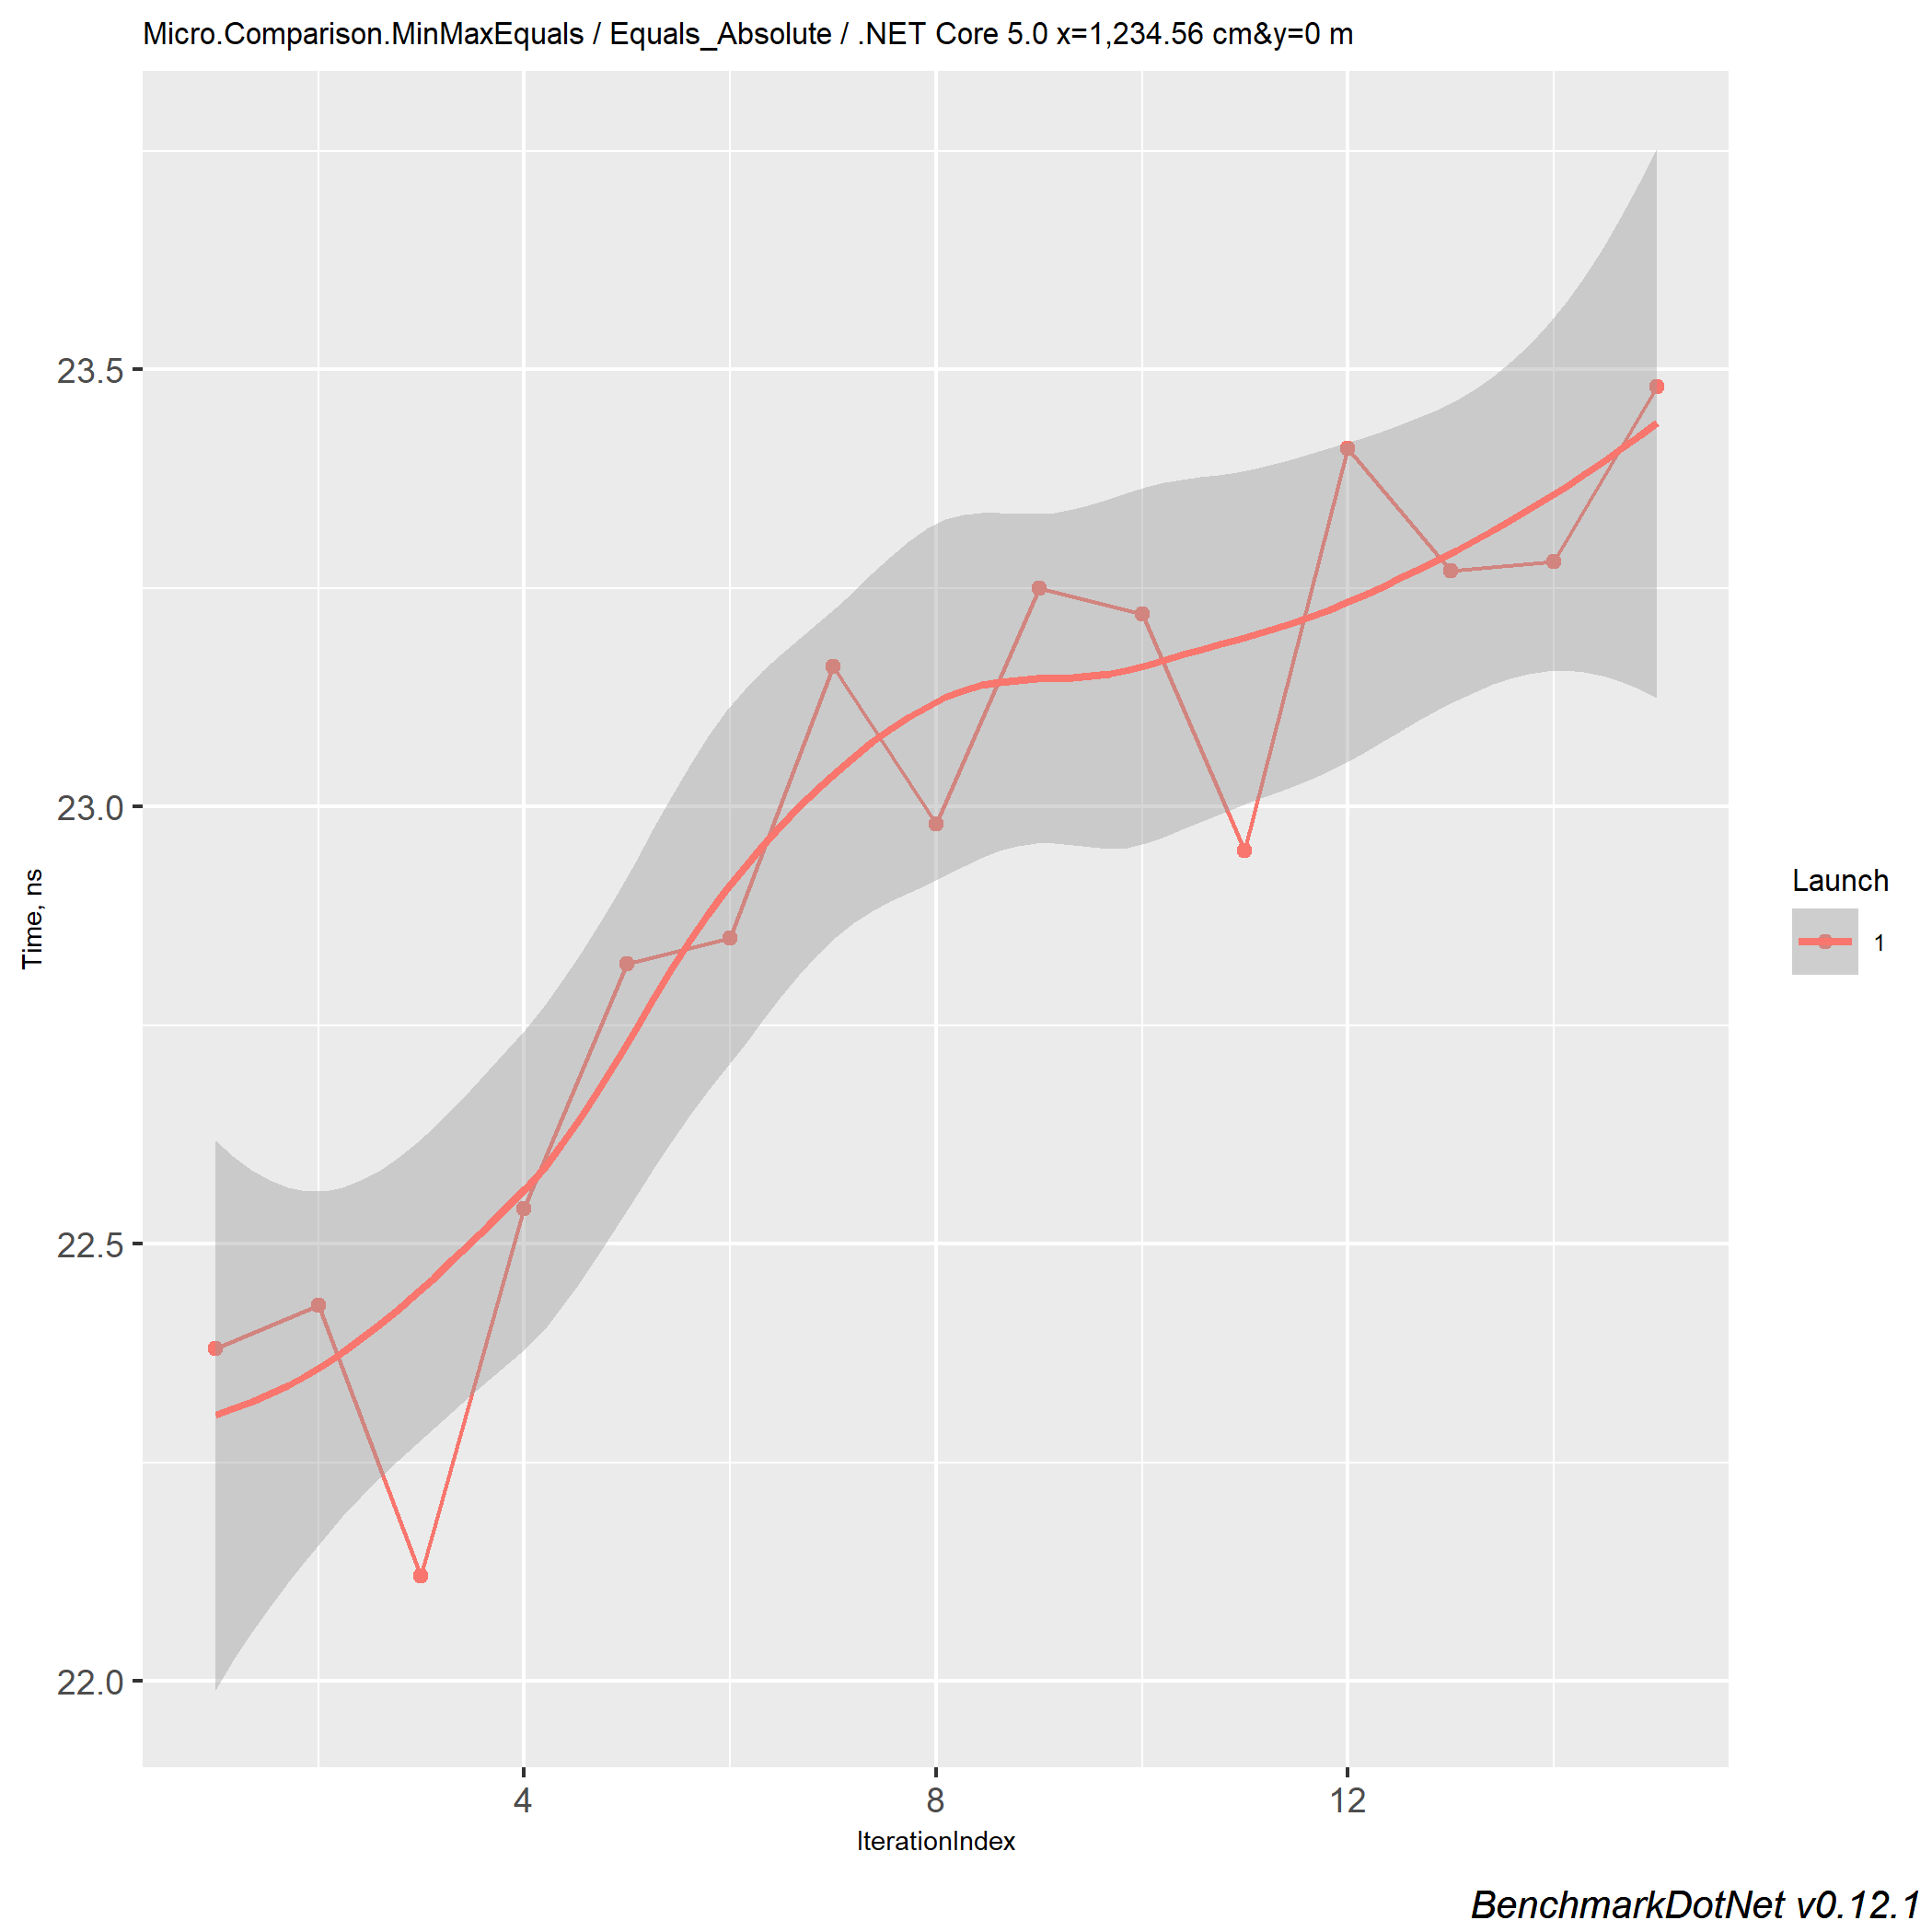 Micro.Comparison.MinMaxEquals / Equals_Absolute / .NET Core 5.0 x=1,234.56 cm&y=0 m
23.5
23.0
22.5
22.0
Time, ns
4 8 12
IterationIndex
Launch
1
BenchmarkDotNet v0.12.1